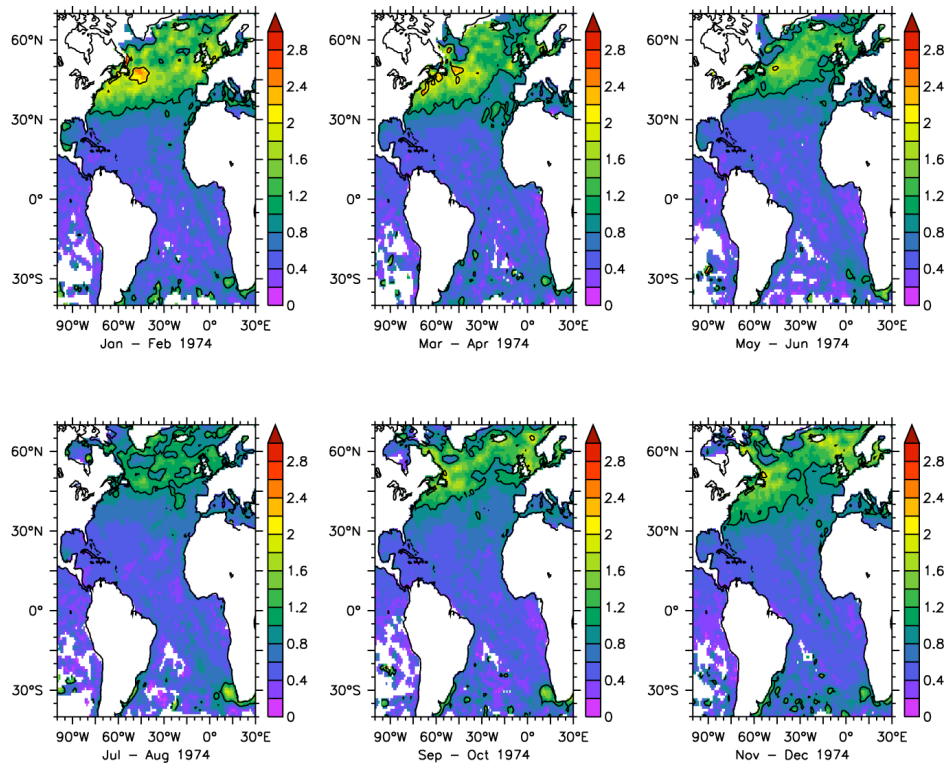 60°N
30°N
0°
30°S
90°W 60°W 30°W 0° 30°E
Jan – Feb 1974
2.8
2.4
2
1.6
1.2
0.8
0.4
0
60°N
30°N
0°
30°S
90°W 60°W 30°W 0° 30°E
Mar – Apr 1974
2.8
2.4
2
1.6
1.2
0.8
0.4
0
60°N
30°N
0°
30°S
90°W 60°W 30°W 0° 30°E
May – Jun 1974
2.8
2.4
2
1.6
1.2
0.8
0.4
0
60°N
30°N
0°
30°S
90°W 60°W 30°W 0° 30°E
Jul – Aug 1974
2.8
2.4
2
1.6
1.2
0.8
0.4
0
60°N
30°N
0°
30°S
90°W 60°W 30°W 0° 30°E
Sep – Oct 1974
2.8
2.4
2
1.6
1.2
0.8
0.4
0
60°N
30°N
0°
30°S
90°W 60°W 30°W 0° 30°E
Nov – Dec 1974
2.8
2.4
2
1.6
1.2
0.8
0.4
0